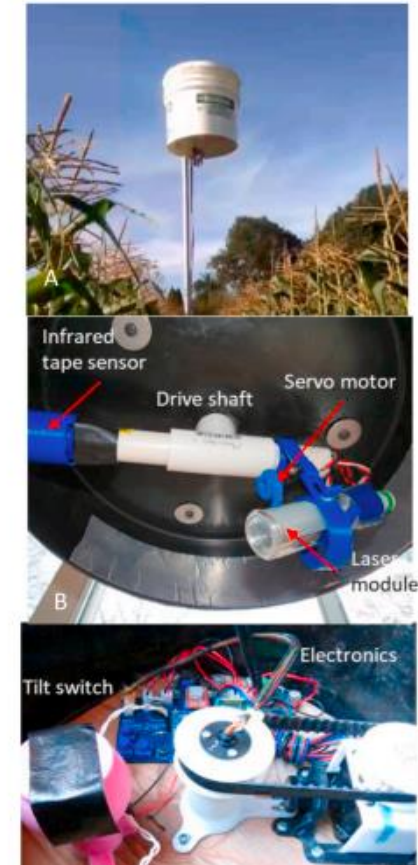 A
Infrared
tape sensor
Servo motor
Drive shaft
Laser
module
B
Electronics
Tilt switch